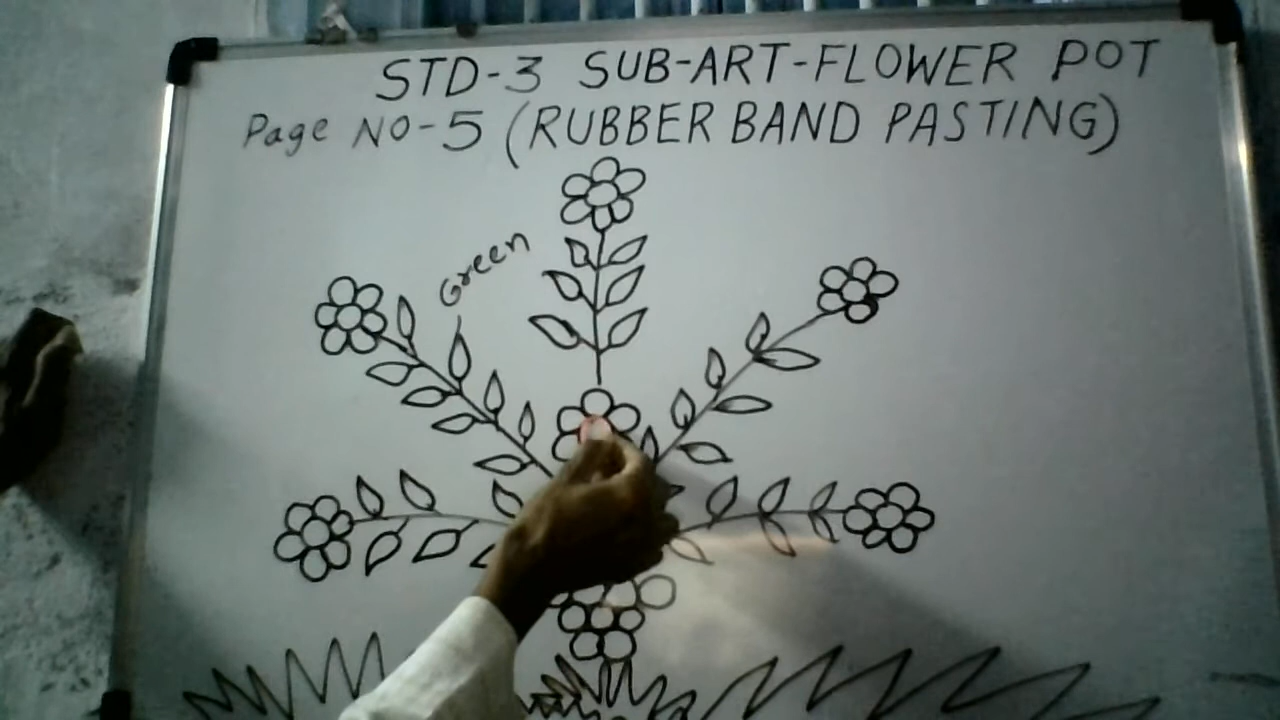 STD-3 SUB-ART-FLOWER POT
Page NO-5 (RUBBER BAND PASTING)
Green